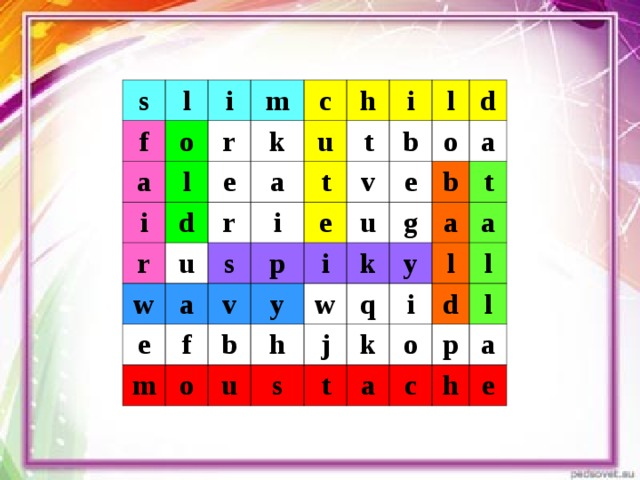 s l i m c h i l d
f o r k u t b o a
a l e a t v e b t
i d r i e u g a a
r u s p i k y l l
w a v y w q i d l
e f b h j k o p a
m o u s t a c h e
pedsovet.su